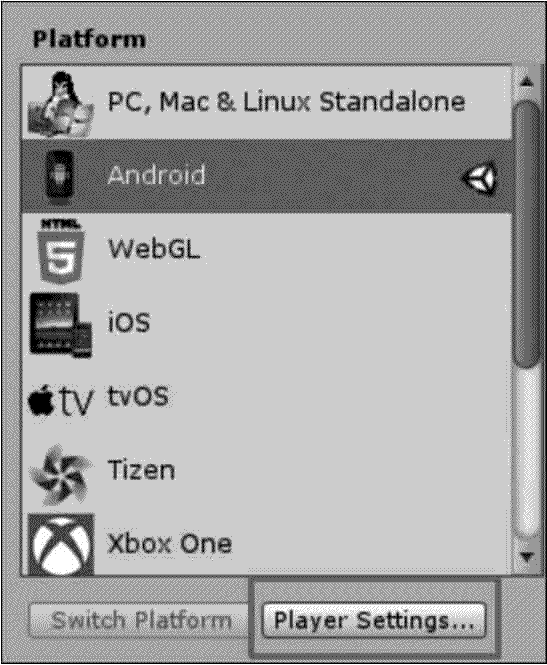 Platform
PC, Mac & Linux Standalone
Android
HTML
5
WebGL
iOS
tv
tvOS
Tizen
Xbox One
Switch Platform
Player Settings...